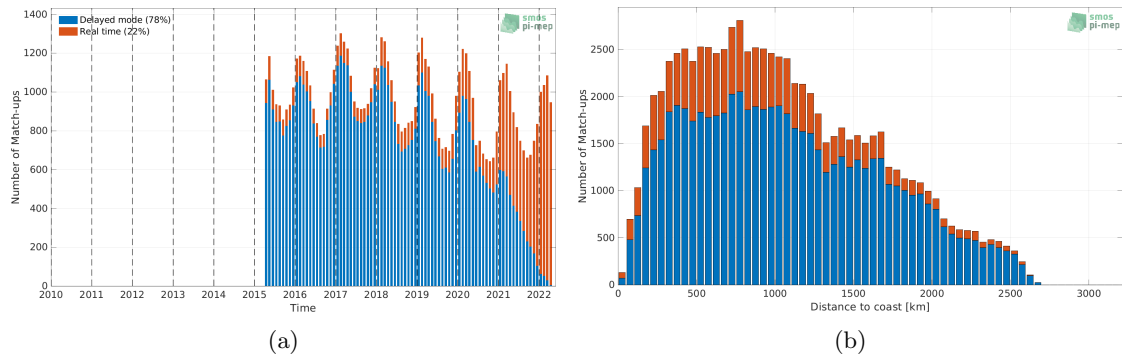 1400
1200
1000
800
600
400
200
0
Number of Match-ups
Delayed mode (78%)
Real time (22%)
smos
pi-mep
2010 2011 2012 2013 2014 2015 2016 2017 2018 2019 2020 2021 2022
Time
(a)
2500
2000
1500
1000
500
0
Number of Match-ups
smos
pi-mep
0 500 1000 1500 2000 2500 3000
Distance to coast [km]
(b)